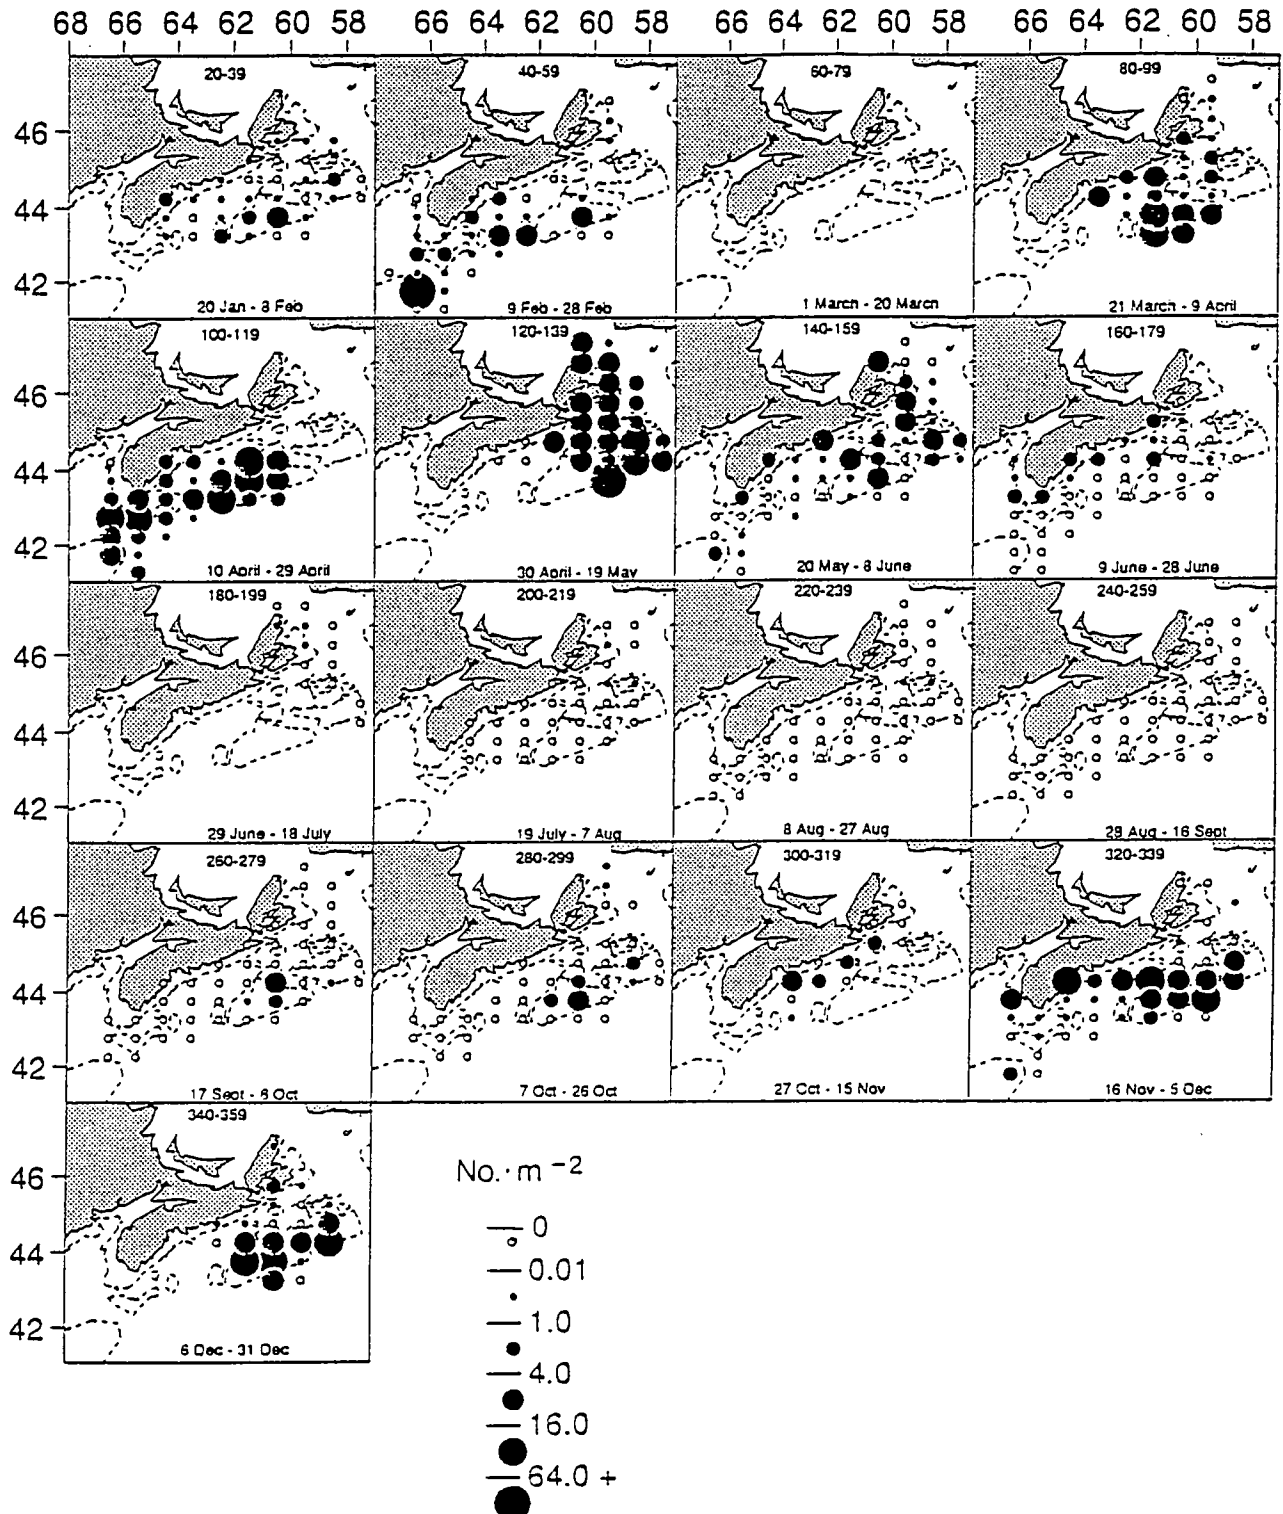 68 66 64 62 60 58 66 64 62 60 58 66 64 62 60 58 66 64 62 60 58
20-39 40-59 60-79 80-99
46
44
42
20 Jan - 8 Feb 9 Feb - 28 Feb 1 March - 20 March 21 March - 9 April
100-119 120-139 140-159 160-179
46
44
42
10 April - 29 April 30 April - 19 May 20 May - 8 June 9 June - 28 June
180-199 200-219 220-239 240-259
46
44
42
29 June - 18 July 19 July - 7 Aug 8 Aug - 27 Aug 28 Aug - 16 Sept
260-279 280-299 300-319 320-339
46
44
42
17 Sept - 6 Oct 7 Oct - 26 Oct 27 Oct - 15 Nov 16 Nov - 5 Dec
340-359
46
44
42
6 Dec - 31 Dec
No. · m -2
0
0.01
1.0
4.0
16.0
64.0 +